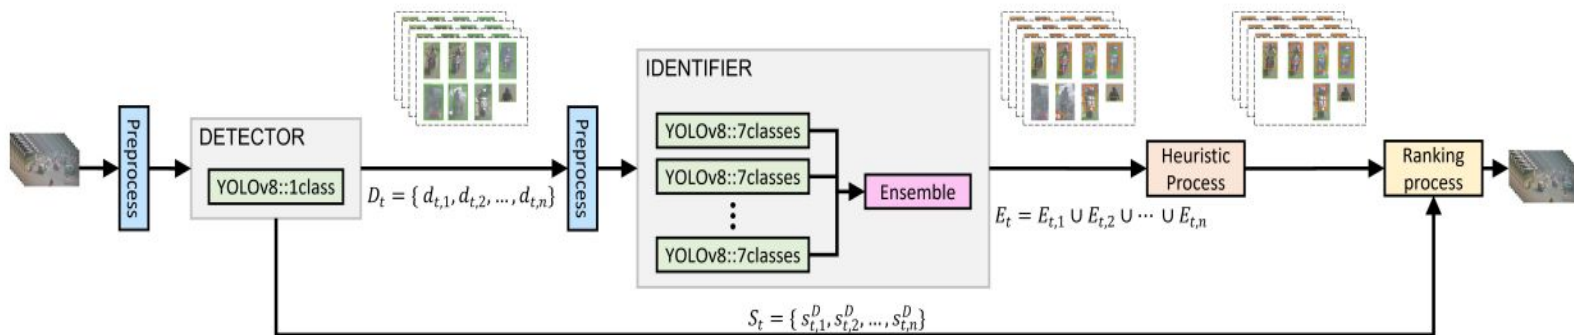 Preprocess
DETECTOR
YOLOv8::1class
D_t = { d_{t,1}, d_{t,2}, ..., d_{t,n}}
Preprocess
IDENTIFIER
YOLOv8::7classes
YOLOv8::7classes
⋮
YOLOv8::7classes
Ensemble
E_t = E_{t,1} ∪ E_{t,2} ∪ ⋯ ∪ E_{t,n}
Heuristic
Process
Ranking
process
S_t = { s^D_{t,1}, s^D_{t,2}, ..., s^D_{t,n}}